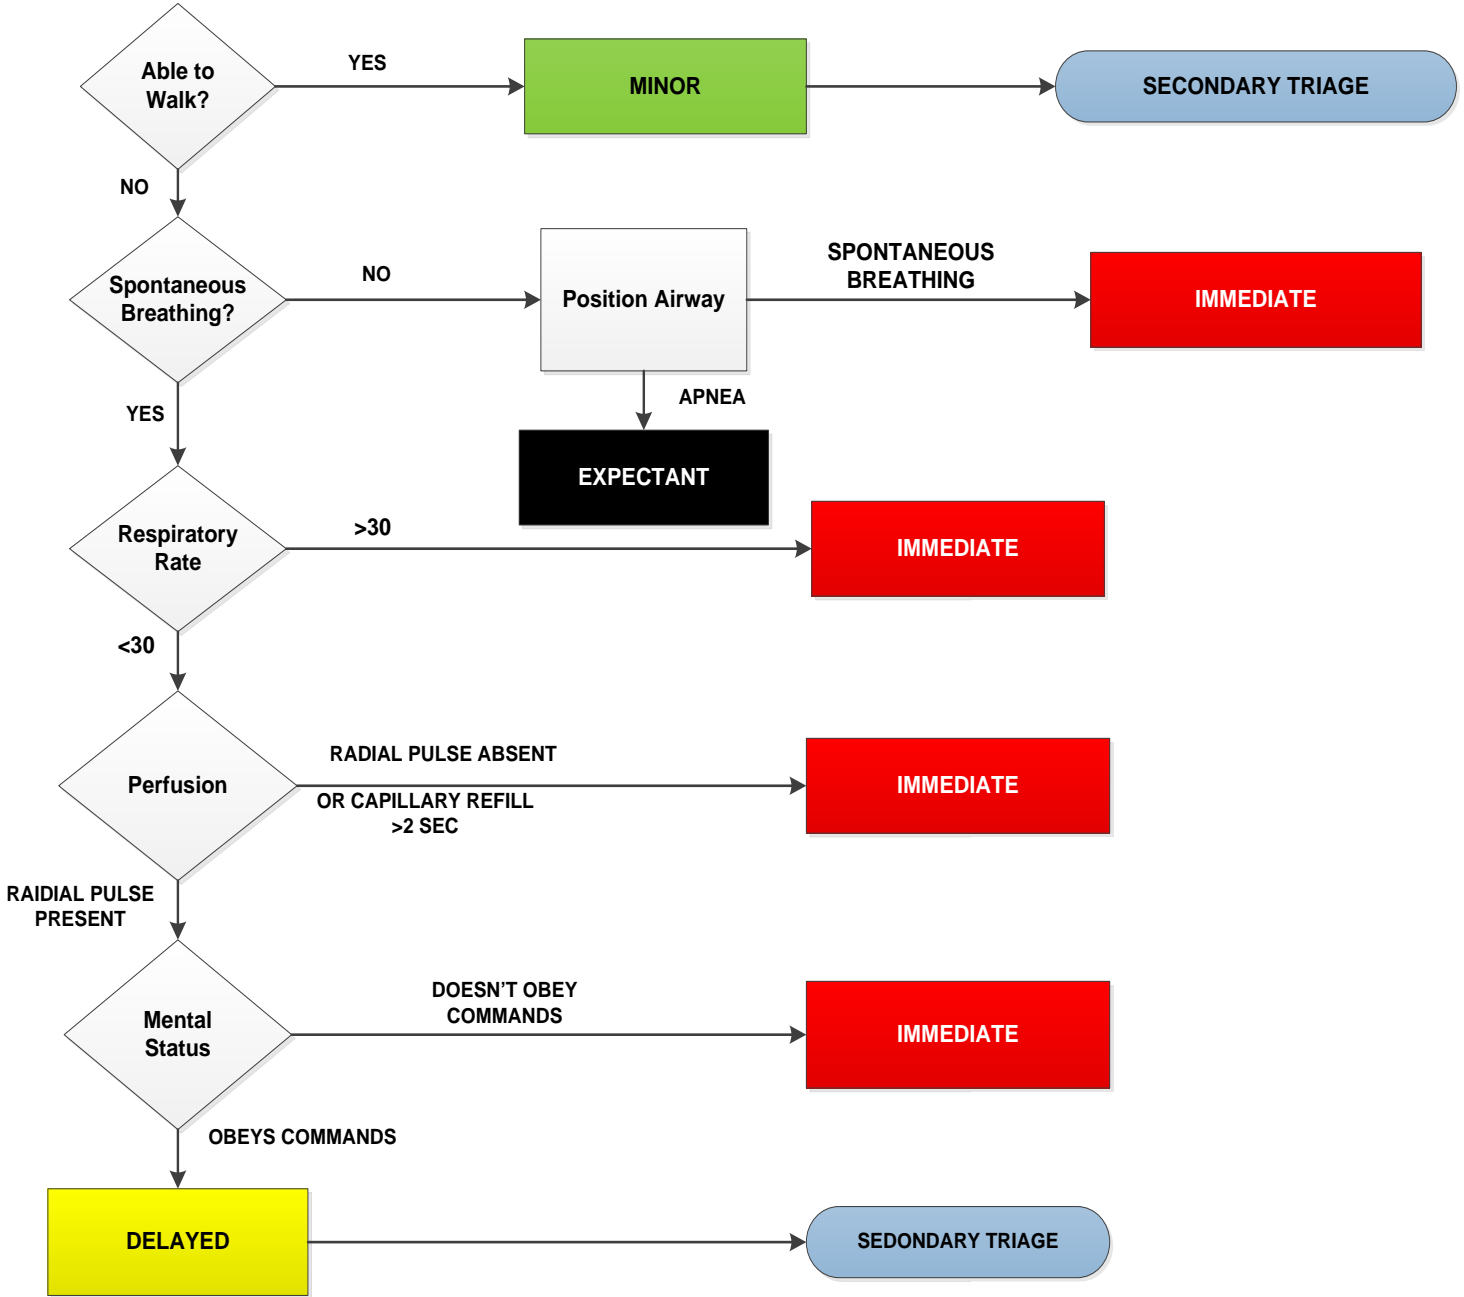 Able to
Walk?
YES
MINOR
SECONDARY TRIAGE
NO
Spontaneous
Breathing?
NO
Position Airway
SPONTANEOUS
BREATHING
IMMEDIATE
APNEA
EXPECTANT
YES
Respiratory
Rate
>30
IMMEDIATE
<30
Perfusion
RADIAL PULSE ABSENT
OR CAPILLARY REFILL
>2 SEC
IMMEDIATE
RAIDIAL PULSE
PRESENT
Mental
Status
DOESN'T OBEY
COMMANDS
IMMEDIATE
OBEYS COMMANDS
DELAYED
SEDONDARY TRIAGE